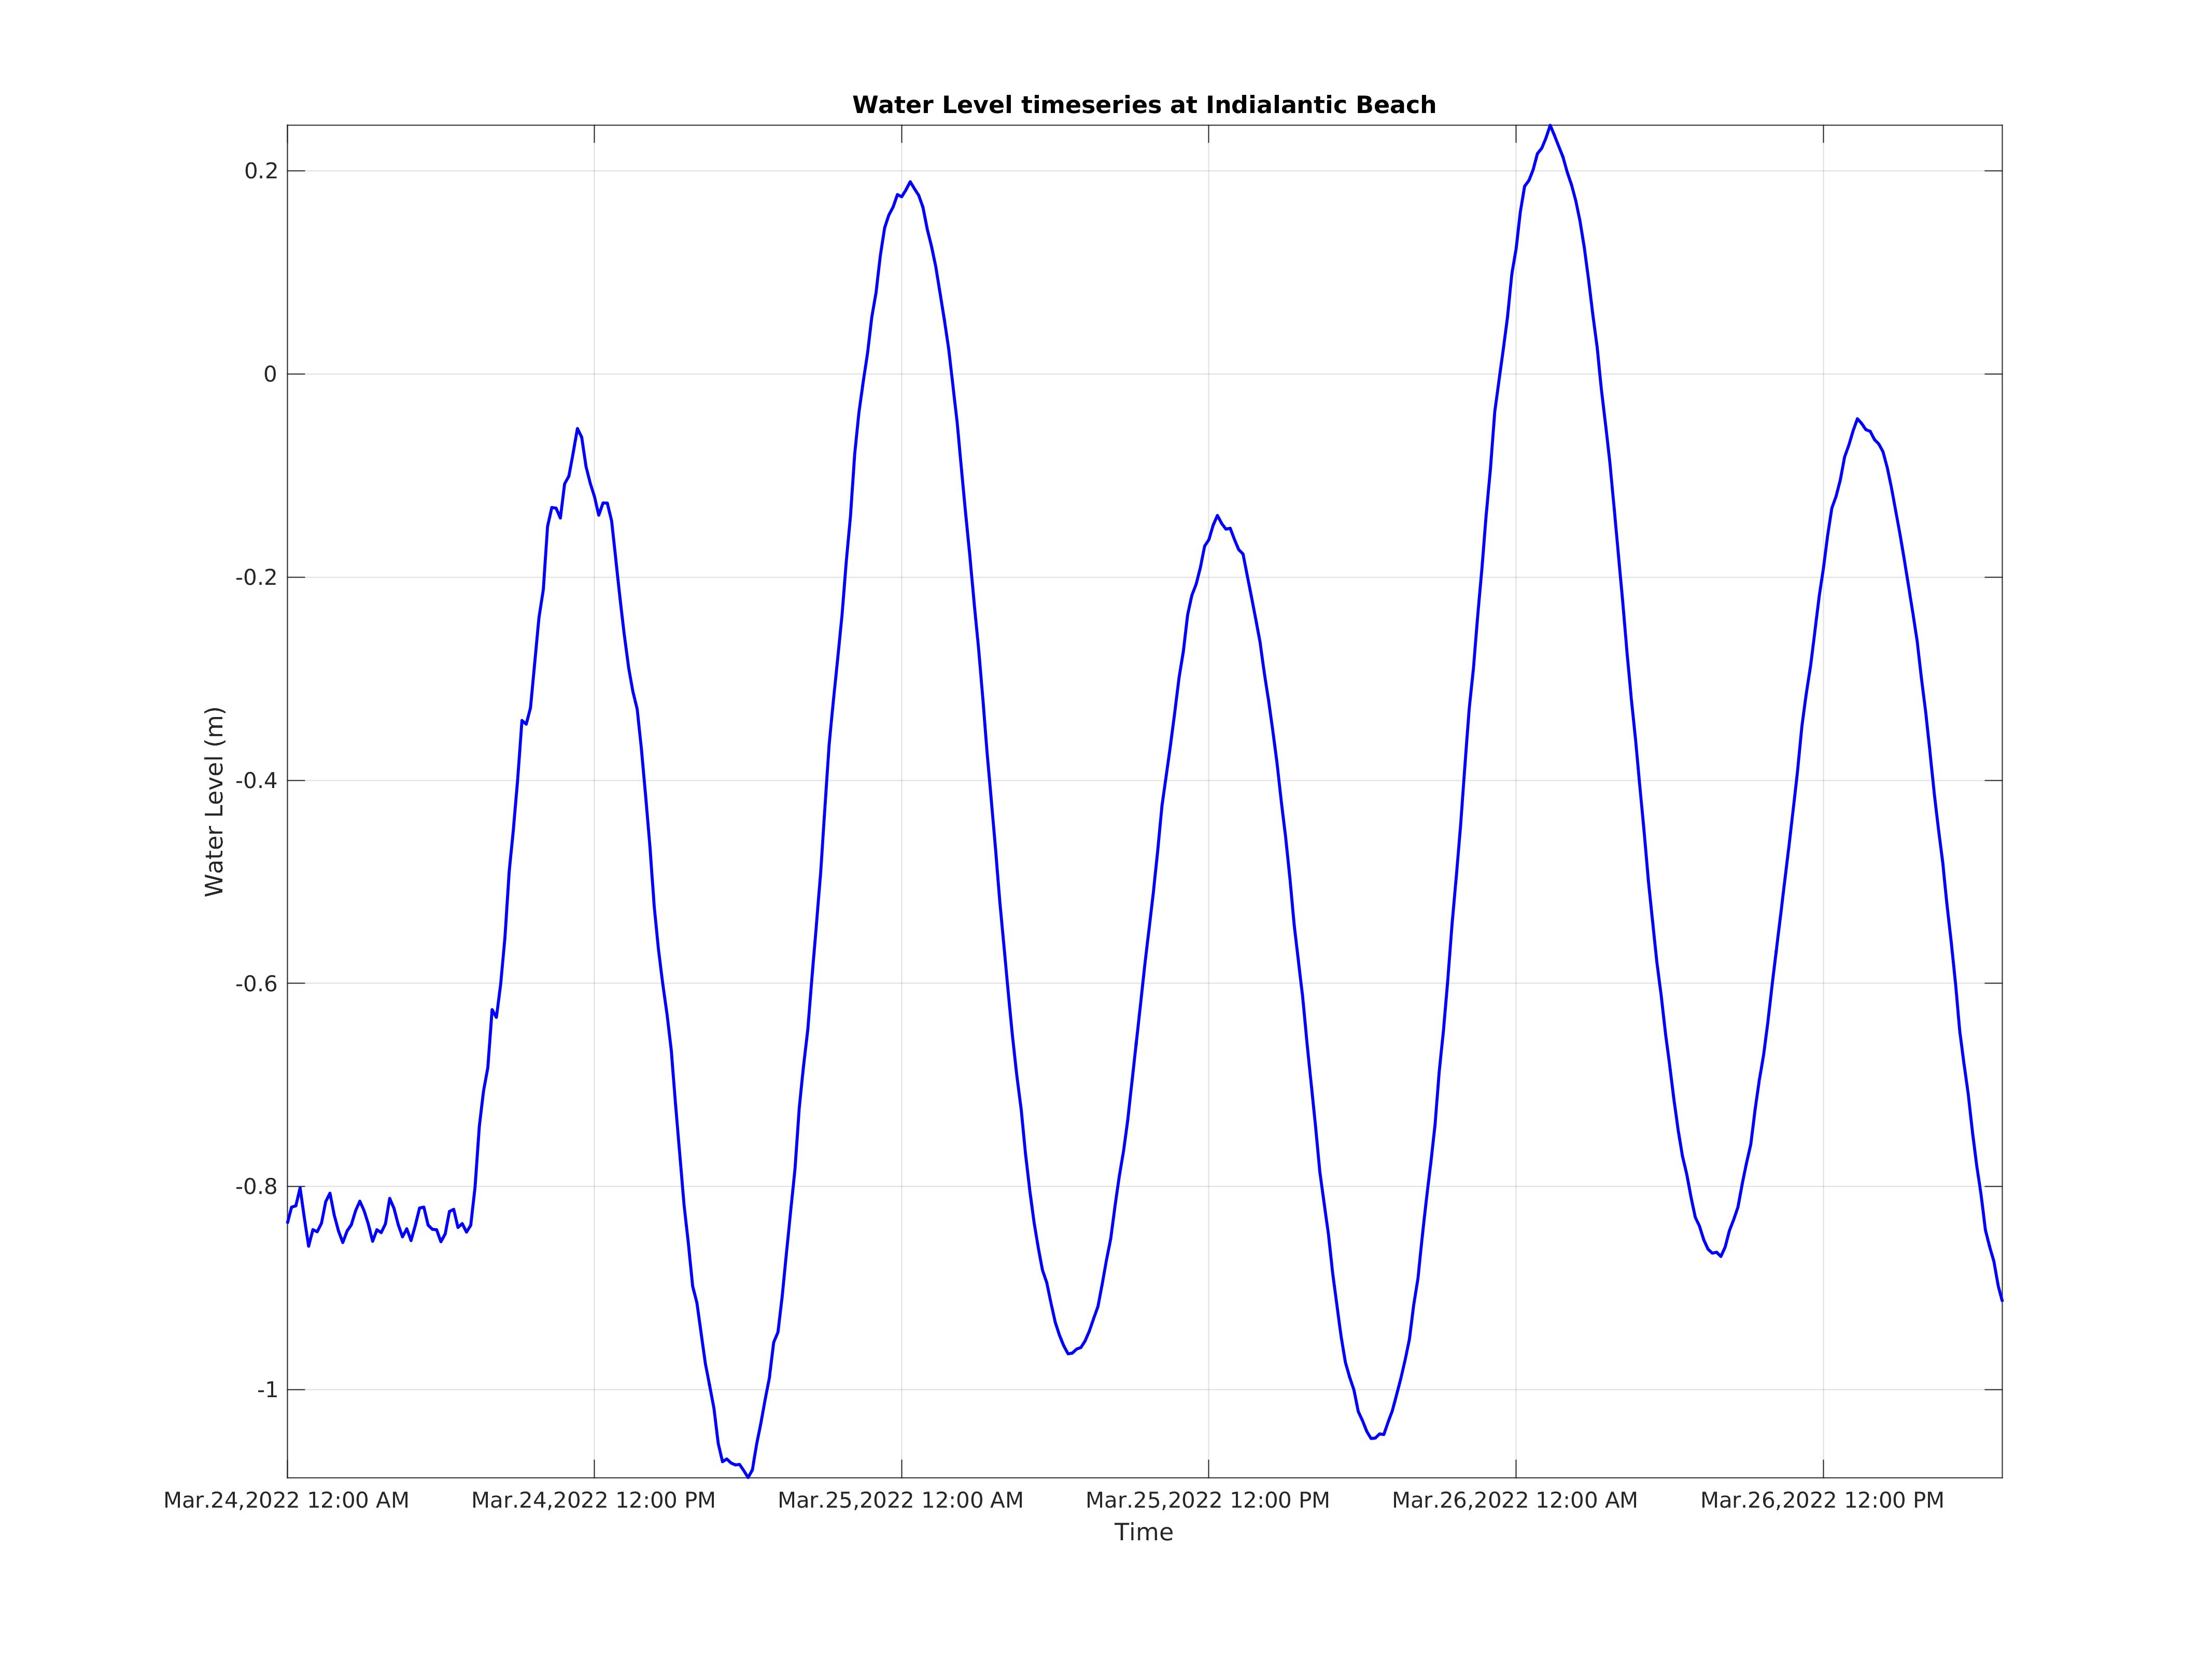 Water Level timeseries at Indialantic Beach
0.2
0
-0.2
-0.4
-0.6
-0.8
-1
Water Level (m)
Mar.24,2022 12:00 AM
Mar.24,2022 12:00 PM
Mar.25,2022 12:00 AM
Mar.25,2022 12:00 PM
Mar.26,2022 12:00 AM
Mar.26,2022 12:00 PM
Time